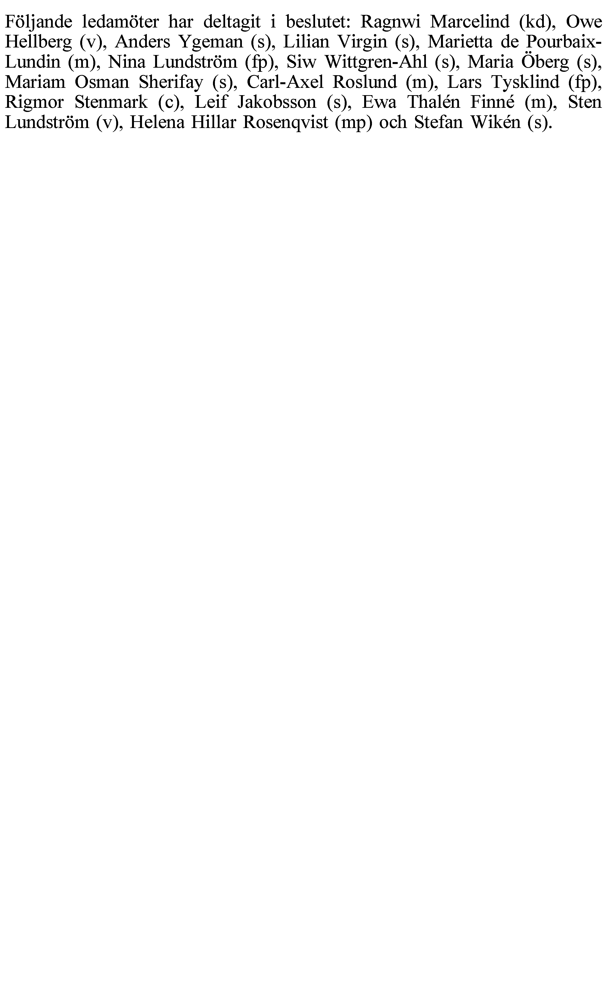 Följande ledamöter har deltagit i beslutet: Ragnwi Marcelind (kd), Owe
Hellberg (v), Anders Ygeman (s), Lilian Virgin (s), Marietta de Pourbaix-
Lundin (m), Nina Lundström (fp), Siw Wittgren-Ahl (s), Maria Öberg (s),
Mariam Osman Sherifay (s), Carl-Axel Roslund (m), Lars Tysklind (fp),
Rigmor Stenmark (c), Leif Jakobsson (s), Ewa Thalén Finné (m), Sten
Lundström (v), Helena Hillar Rosenqvist (mp) och Stefan Wikén (s).